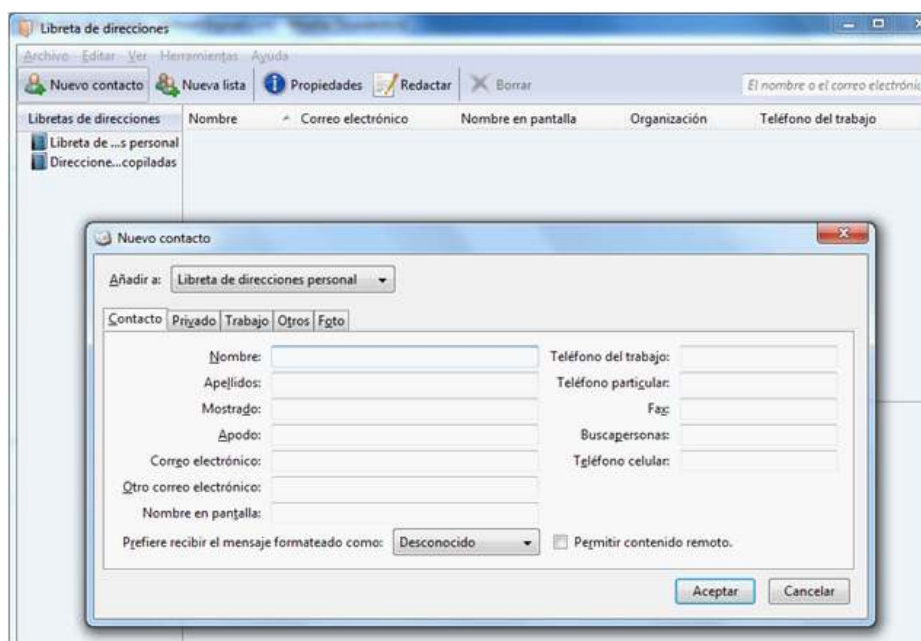 Libreta de direcciones
Archivo Editar Ver Herramientas Ayuda
Nuevo contacto Nueva lista Propiedades Redactar Borrar El nombre o el correo electrónic
Libretas de direcciones Nombre Correo electrónico Nombre en pantalla Organización Teléfono del trabajo
Libreta de ...s personal
Direccione...copiladas
Nuevo contacto
Añadir a: Libreta de direcciones personal
Contacto Privado Trabajo Otros Foto
Nombre: Teléfono del trabajo:
Apellidos: Teléfono particular:
Mostrado: Fax:
Apodo: Buscapersonas:
Correo electrónico: Teléfono celular:
Otro correo electrónico:
Nombre en pantalla:
Prefiere recibir el mensaje formateado como: Desconocido Permitir contenido remoto.
Aceptar Cancelar